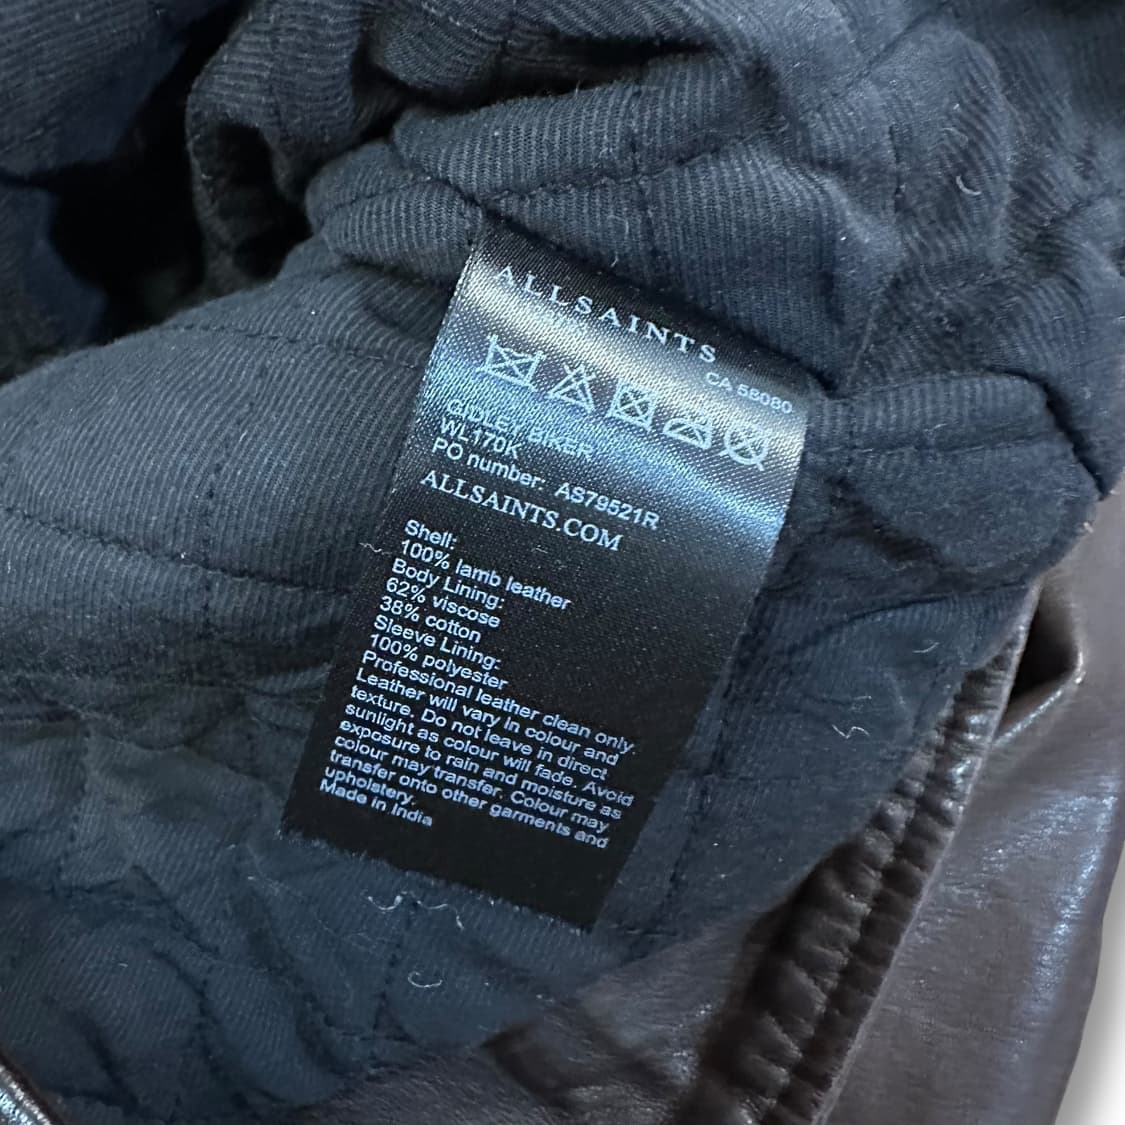 ALLSAINTS
CA 58080
GIDLEY BIKER
WL170K
PO number: AS79521R
ALLSAINTS.COM
Shell:
100% lamb leather
Body Lining:
62% viscose
38% cotton
Sleeve Lining:
100% polyester
Professional leather clean only.
Leather will vary in colour and
texture. Do not leave in direct
sunlight as colour will fade. Avoid
exposure to rain and moisture as
colour may transfer. Colour may
transfer onto other garments and
upholstery.
Made in India